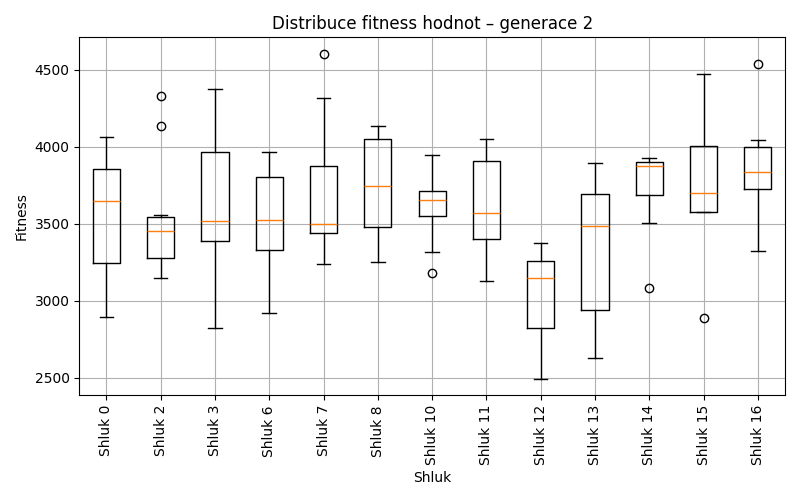 Distribuce fitness hodnot – generace 2
Fitness
4500
4000
3500
3000
2500
Shluk 0
Shluk 2
Shluk 3
Shluk 6
Shluk 7
Shluk 8
Shluk 10
Shluk 11
Shluk 12
Shluk 13
Shluk 14
Shluk 15
Shluk 16
Shluk